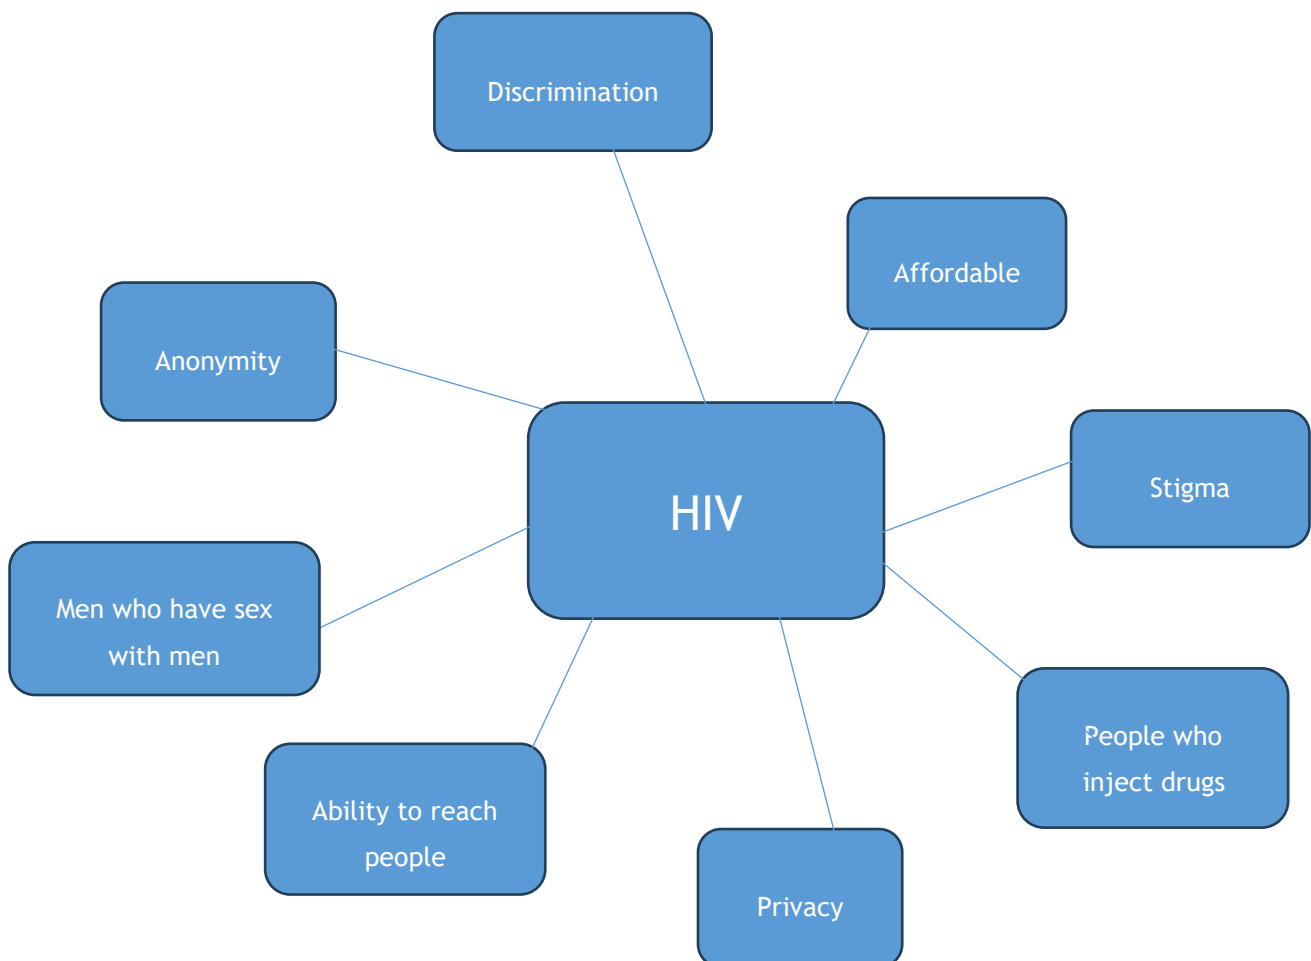 Discrimination
Affordable
Anonymity
Stigma
HIV
Men who have sex
with men
People who
inject drugs
Ability to reach
people
Privacy